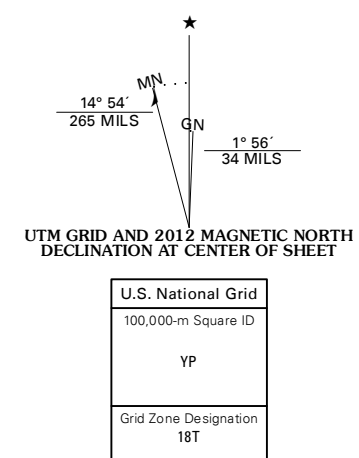 ★
MN
14° 54´
265 MILS
GN
1° 56´
34 MILS
UTM GRID AND 2012 MAGNETIC NORTH
DECLINATION AT CENTER OF SHEET
U.S. National Grid
100,000-m Square ID
YP
Grid Zone Designation
18T